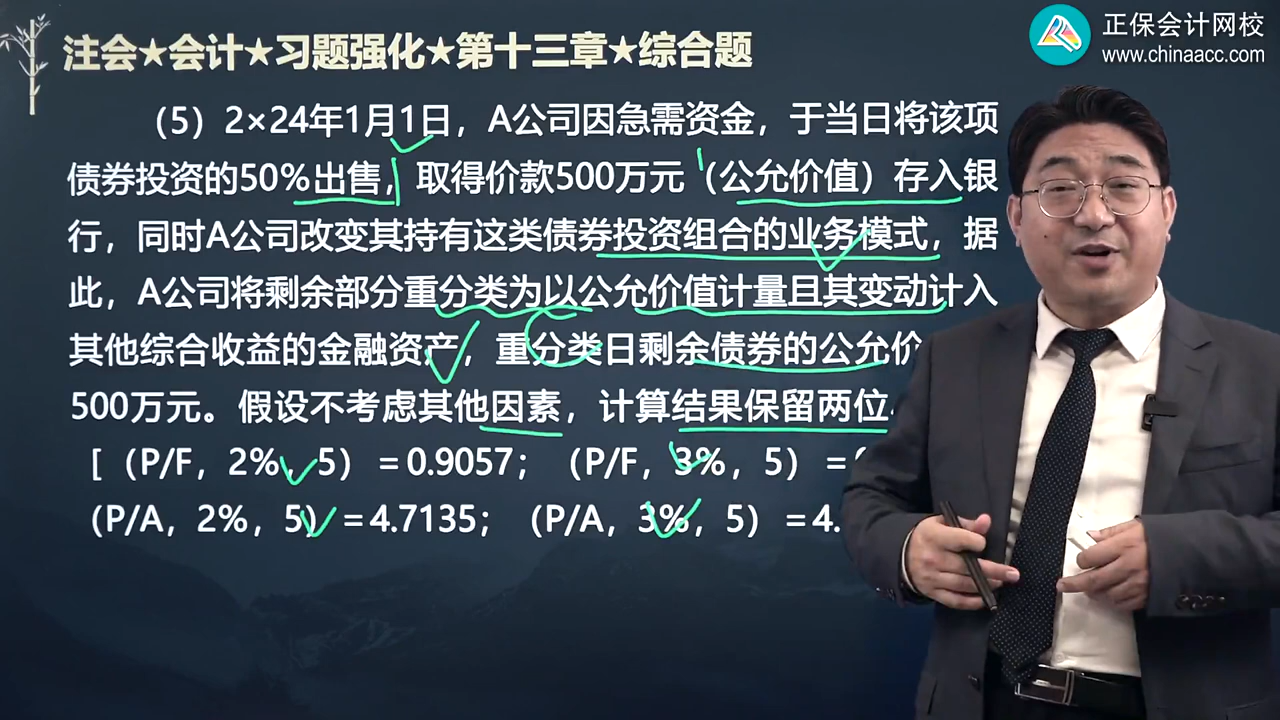 注会★会计★习题强化★第十三章★综合题
正保会计网校
www.chinaacc.com
（5）2×24年1月1日，A公司因急需资金，于当日将该项
债券投资的50%出售，取得价款500万元（公允价值）存入银
行，同时A公司改变其持有这类债券投资组合的业务模式，据
此，A公司将剩余部分重分类为以公允价值计量且其变动计入
其他综合收益的金融资产，重分类日剩余债券的公允价
500万元。假设不考虑其他因素，计算结果保留两位
[（P/F，2%，5）＝0.9057；（P/F，3%，5）＝
（P/A，2%，5）＝4.7135；（P/A，3%，5）＝4.